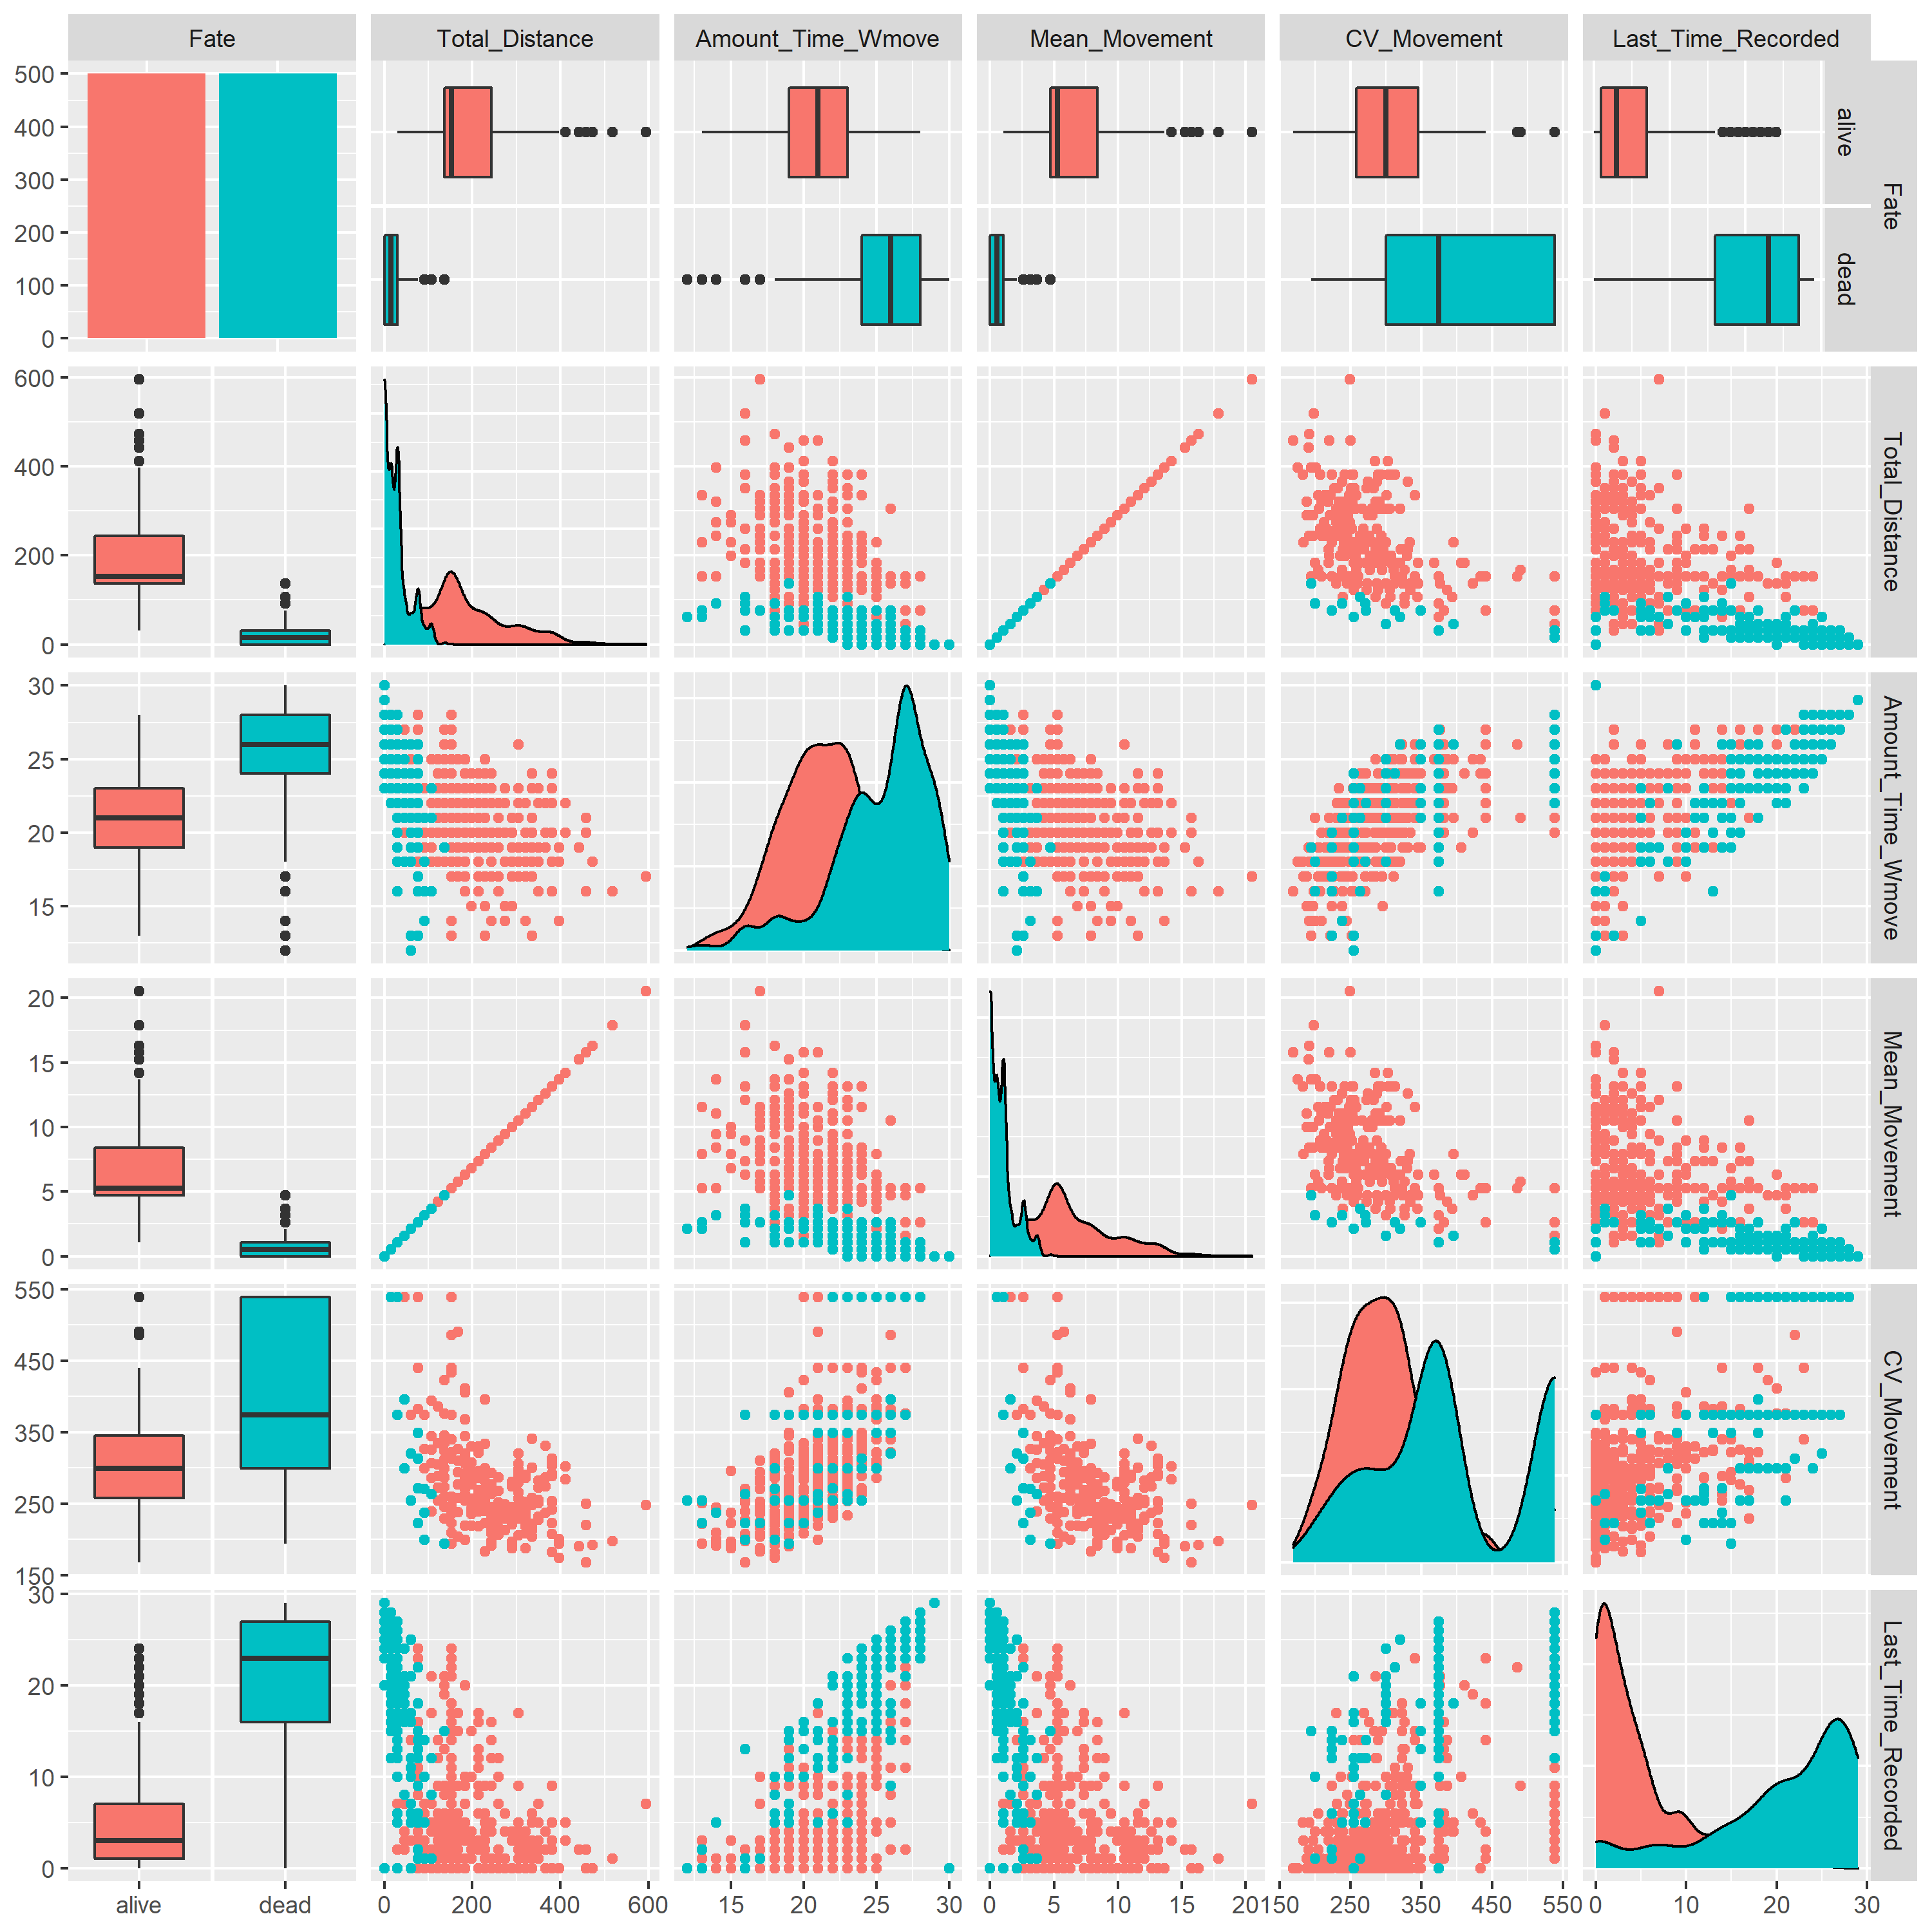 Fate Total_Distance Amount_Time_Wmove Mean_Movement CV_Movement Last_Time_Recorded
500
400
300
200
100
0
alive
dead
Fate
600
400
200
0
Total_Distance
30
25
20
15
Amount_Time_Wmove
20
15
10
5
0
Mean_Movement
550
450
350
250
150
CV_Movement
30
20
10
0
Last_Time_Recorded
alive dead 0 200 400 600 15 20 25 30 0 5 10 15 20 150 250 350 450 550 0 10 20 30